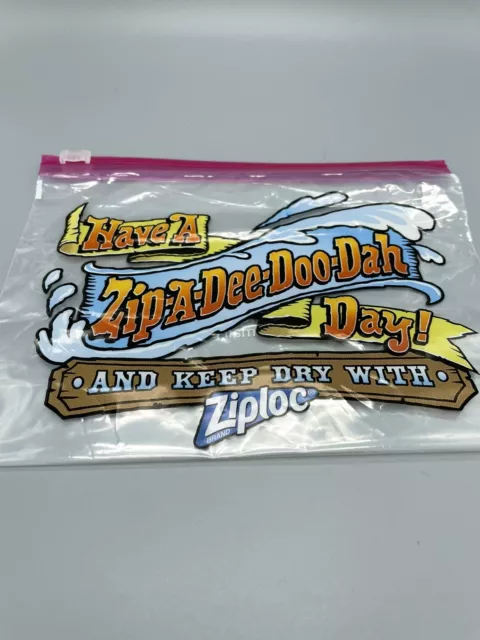 Have A
Zip-A-Dee-Doo-Dah
Day!
• AND KEEP DRY WITH •
Ziploc®
BRAND